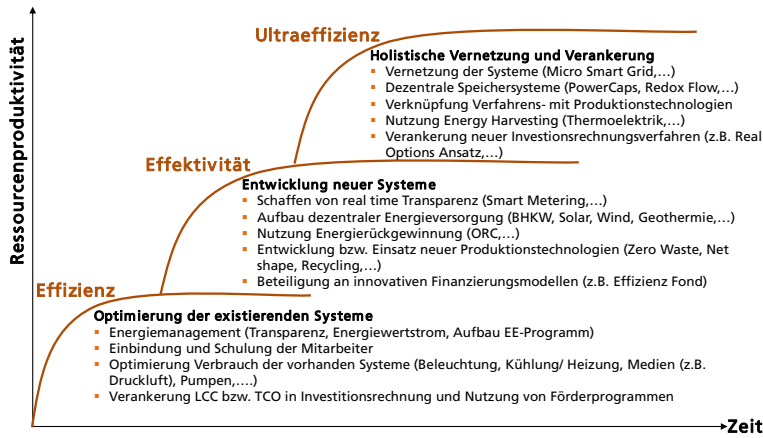 Ressourcenproduktivität
Ultraeffizienz
Holistische Vernetzung und Verankerung
▪ Vernetzung der Systeme (Micro Smart Grid,…)
▪ Dezentrale Speichersysteme (PowerCaps, Redox Flow,…)
▪ Verknüpfung Verfahrens- mit Produktionstechnologien
▪ Nutzung Energy Harvesting (Thermoelektrik,…)
▪ Verankerung neuer Investionsrechnungsverfahren (z.B. Real
Options Ansatz,…)
Effektivität
Entwicklung neuer Systeme
▪ Schaffen von real time Transparenz (Smart Metering,…)
▪ Aufbau dezentraler Energieversorgung (BHKW, Solar, Wind, Geothermie,…)
▪ Nutzung Energierückgewinnung (ORC,…)
▪ Entwicklung bzw. Einsatz neuer Produktionstechnologien (Zero Waste, Net
shape, Recycling,…)
▪ Beteiligung an innovativen Finanzierungsmodellen (z.B. Effizienz Fond)
Effizienz
Optimierung der existierenden Systeme
▪ Energiemanagement (Transparenz, Energiewertstrom, Aufbau EE-Programm)
▪ Einbindung und Schulung der Mitarbeiter
▪ Optimierung Verbrauch der vorhanden Systeme (Beleuchtung, Kühlung/ Heizung, Medien (z.B.
Druckluft), Pumpen,….)
▪ Verankerung LCC bzw. TCO in Investitionsrechnung und Nutzung von Förderprogrammen
Zeit